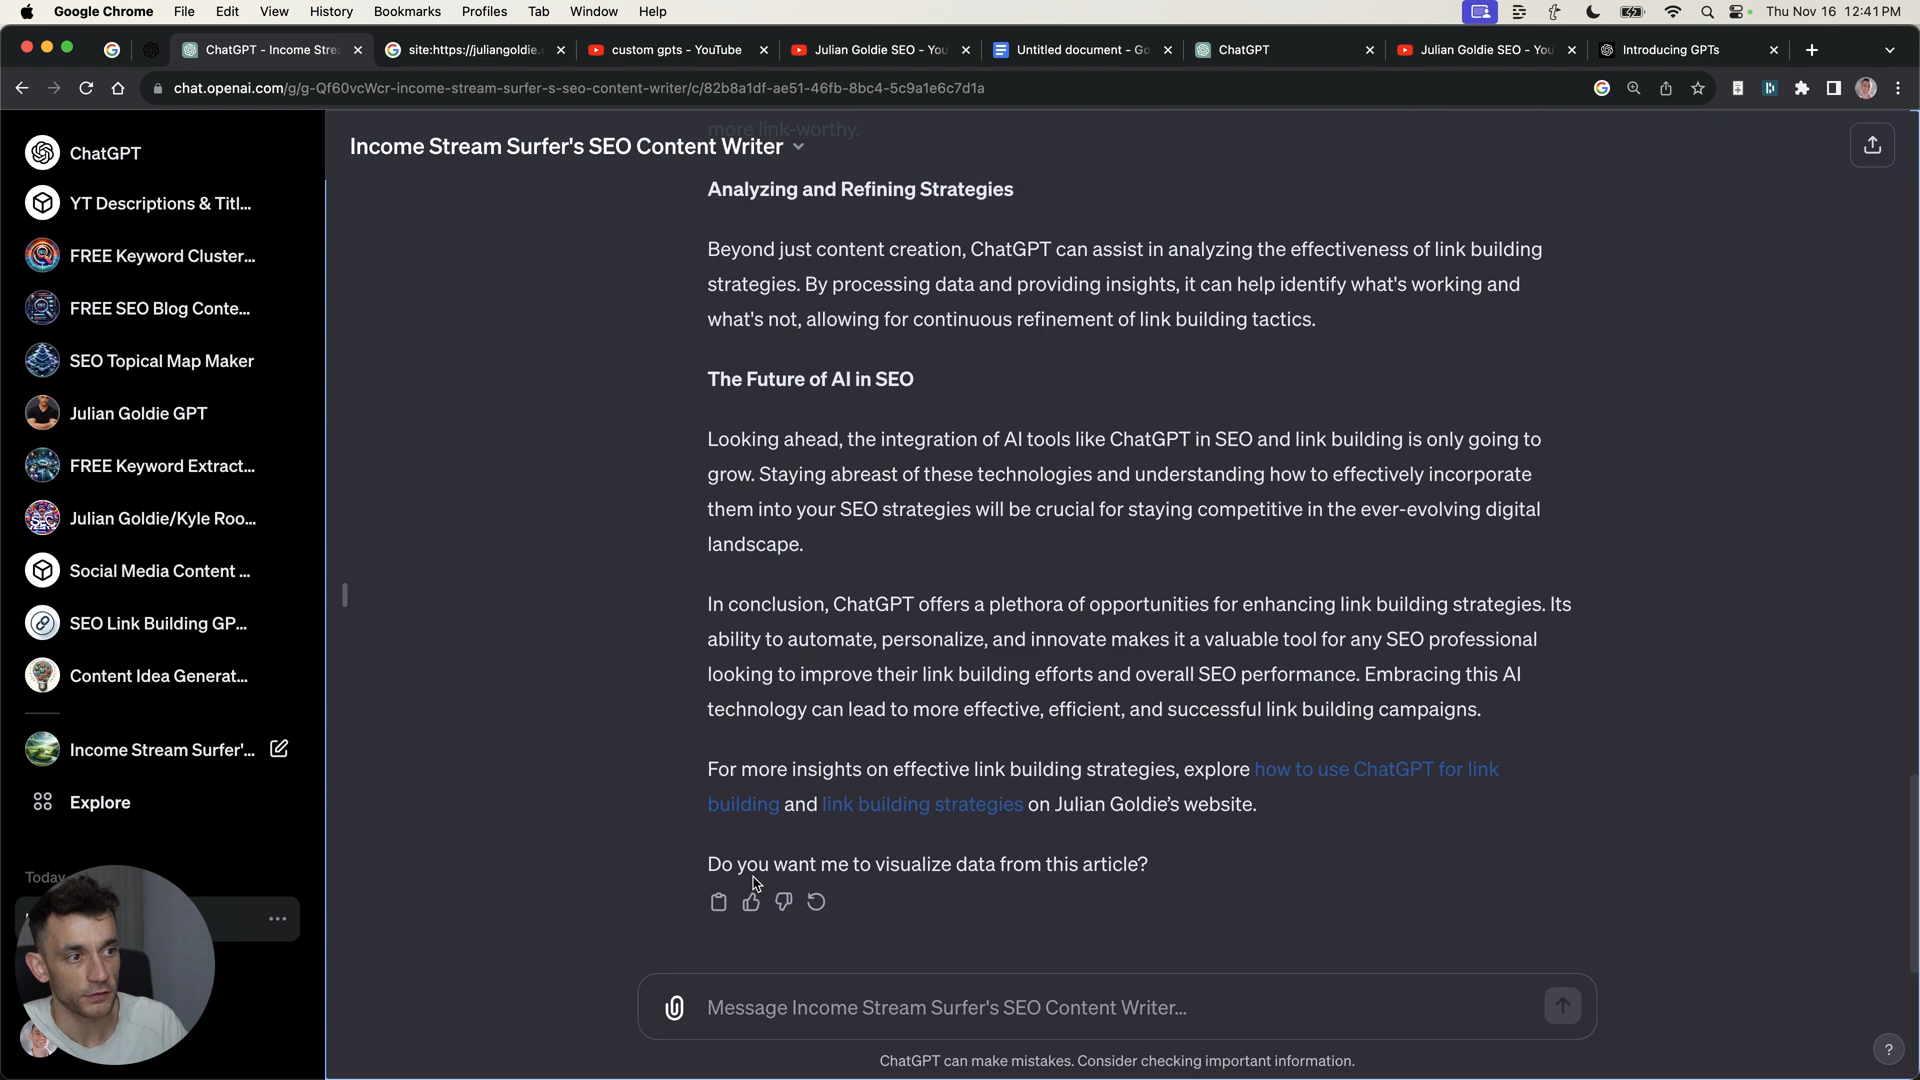 Google Chrome File Edit View History Bookmarks Profiles Tab Window Help Thu Nov 16 12:41 PM
ChatGPT - Income Strea site:https://juliangoldie. custom gpts - YouTube Julian Goldie SEO - You Untitled document - Go ChatGPT Julian Goldie SEO - You Introducing GPTs
chat.openai.com/g/g-Qf60vcWcr-income-stream-surfer-s-seo-content-writer/c/82b8a1df-ae51-46fb-8bc4-5c9a1e6c7d1a
ChatGPT
YT Descriptions & Titl...
FREE Keyword Cluster...
FREE SEO Blog Conte...
SEO Topical Map Maker
Julian Goldie GPT
FREE Keyword Extract...
Julian Goldie/Kyle Roo...
Social Media Content ...
SEO Link Building GP...
Content Idea Generat...
Income Stream Surfer'...
Explore
Today
more link-worthy.
Income Stream Surfer's SEO Content Writer
Analyzing and Refining Strategies
Beyond just content creation, ChatGPT can assist in analyzing the effectiveness of link building
strategies. By processing data and providing insights, it can help identify what's working and
what's not, allowing for continuous refinement of link building tactics.
The Future of AI in SEO
Looking ahead, the integration of AI tools like ChatGPT in SEO and link building is only going to
grow. Staying abreast of these technologies and understanding how to effectively incorporate
them into your SEO strategies will be crucial for staying competitive in the ever-evolving digital
landscape.
In conclusion, ChatGPT offers a plethora of opportunities for enhancing link building strategies. Its
ability to automate, personalize, and innovate makes it a valuable tool for any SEO professional
looking to improve their link building efforts and overall SEO performance. Embracing this AI
technology can lead to more effective, efficient, and successful link building campaigns.
For more insights on effective link building strategies, explore how to use ChatGPT for link
building and link building strategies on Julian Goldie’s website.
Do you want me to visualize data from this article?
Message Income Stream Surfer's SEO Content Writer...
ChatGPT can make mistakes. Consider checking important information.
?